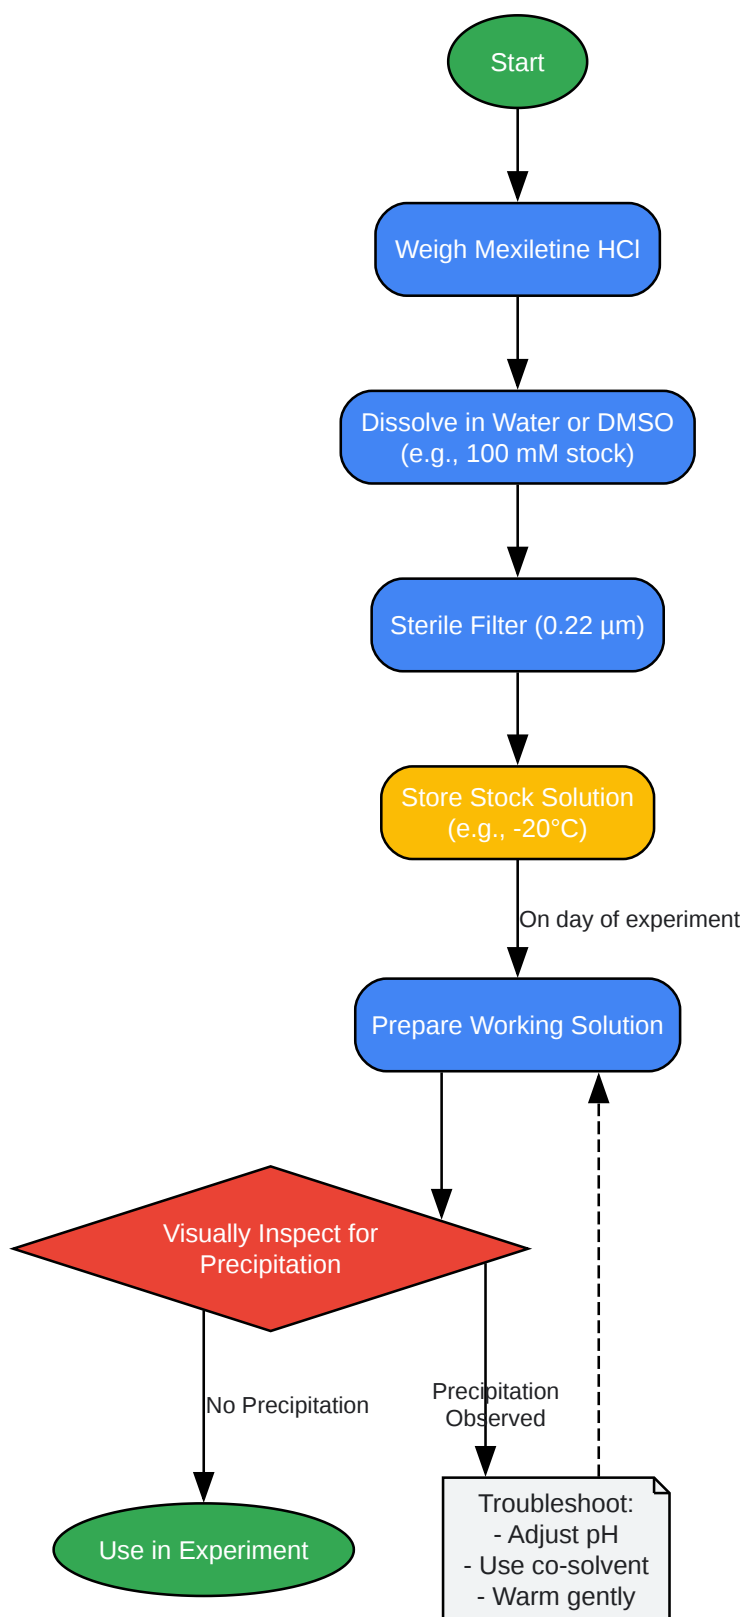 Start
Weigh Mexiletine HCl
Dissolve in Water or DMSO
(e.g., 100 mM stock)
Sterile Filter (0.22 µm)
Store Stock Solution
(e.g., -20°C)
On day of experiment
Prepare Working Solution
Visually Inspect for
Precipitation
No Precipitation
Precipitation
Observed
Use in Experiment
Troubleshoot:
- Adjust pH
- Use co-solvent
- Warm gently